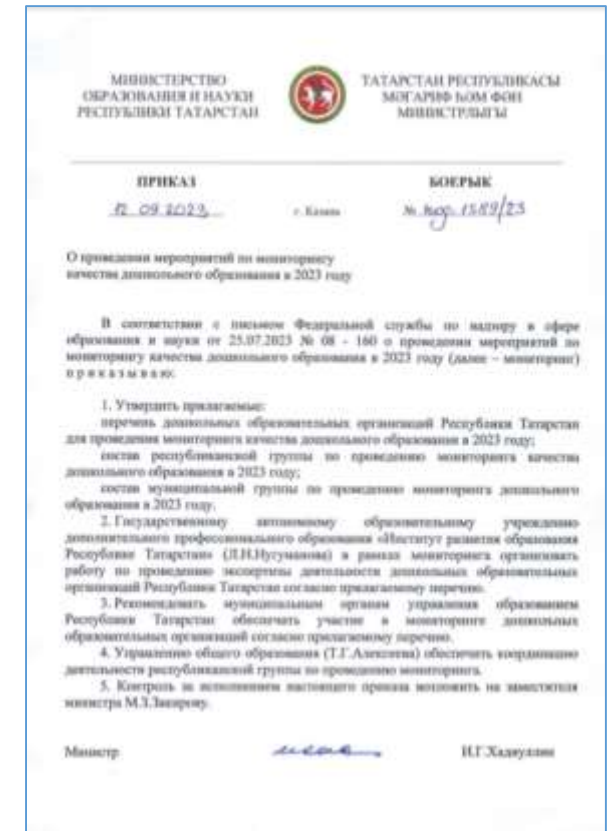 МИНИСТЕРСТВО
ОБРАЗОВАНИЯ И НАУКИ
РЕСПУБЛИКИ ТАТАРСТАН
ТАТАРСТАН РЕСПУБЛИКАСЫ
МӘГАРИФ ҺӘМ ФӘН
МИНИСТРЛЫГЫ
ПРИКАЗ
БОЕРЫК
12.09.2023
г. Казань
№ под-1589/23
О проведении мероприятий по мониторингу
качества дошкольного образования в 2023 году
В соответствии с письмом Федеральной службы по надзору в сфере
образования и науки от 25.07.2023 № 08 - 160 о проведении мероприятий по
мониторингу качества дошкольного образования в 2023 году (далее – мониторинг)
п р и к а з ы в а ю:
1. Утвердить прилагаемые:
перечень дошкольных образовательных организаций Республики Татарстан
для проведения мониторинга качества дошкольного образования в 2023 году;
состав республиканской группы по проведению мониторинга качества
дошкольного образования в 2023 году;
состав муниципальной группы по проведению мониторинга дошкольного
образования в 2023 году.
2. Государственному автономному образовательному учреждению
дополнительного профессионального образования «Институт развития образования
Республики Татарстан» (Л.Н.Нугуманова) в рамках мониторинга организовать
работу по проведению экспертизы деятельности дошкольных образовательных
организаций Республики Татарстан согласно прилагаемому перечню.
3. Рекомендовать муниципальным органам управления образованием
Республики Татарстан обеспечить участие в мониторинге дошкольных
образовательных организаций согласно прилагаемому перечню.
4. Управлению общего образования (Т.Г.Алексеева) обеспечить координацию
деятельности республиканской группы по проведению мониторинга.
5. Контроль за исполнением настоящего приказа возложить на заместителя
министра М.З.Закирову.
Министр
И.Г.Хадиуллин